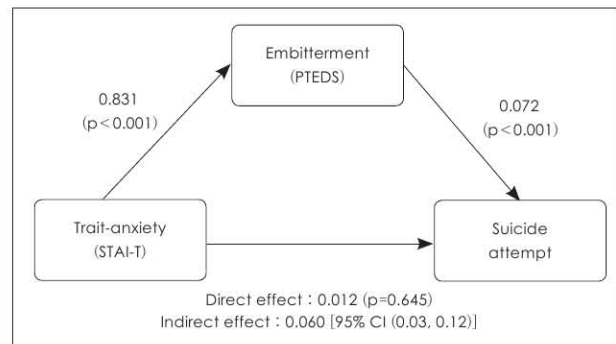 Embitterment
(PTEDS)
0.831
(p<0.001)
0.072
(p<0.001)
Trait-anxiety
(STAI-T)
Suicide
attempt
Direct effect : 0.012 (p=0.645)
Indirect effect : 0.060 [95% CI (0.03, 0.12)]